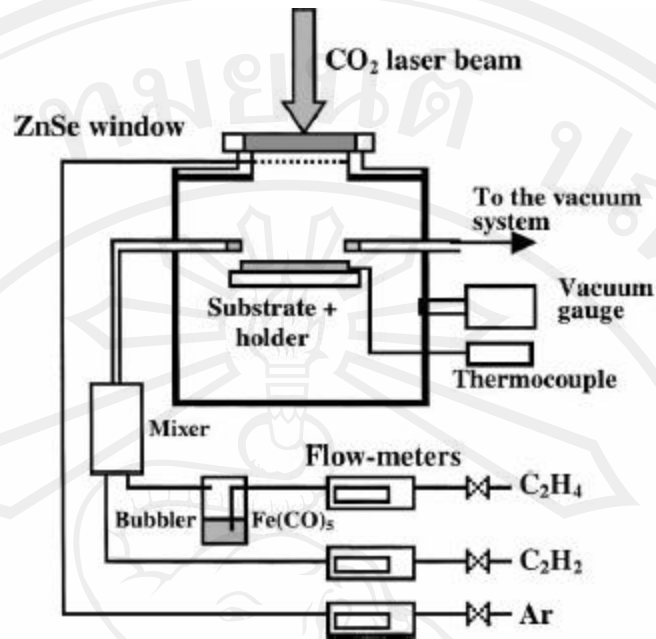 CO₂ laser beam
ZnSe window
To the vacuum
system
Substrate +
holder
Vacuum
gauge
Thermocouple
Mixer
Flow-meters
Bubbler
Fe(CO)₅
C₂H₄
C₂H₂
Ar